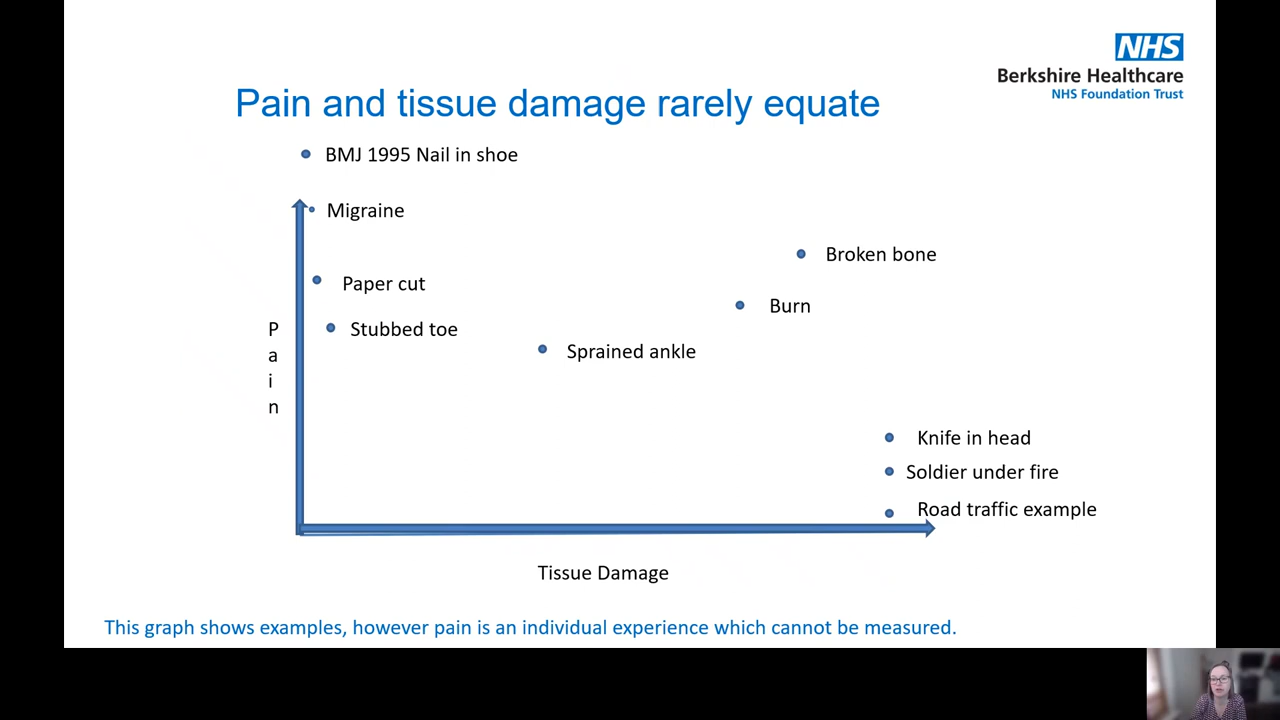 NHS
Berkshire Healthcare
NHS Foundation Trust
Pain and tissue damage rarely equate
BMJ 1995 Nail in shoe
Migraine
Broken bone
Paper cut
Burn
Stubbed toe
Sprained ankle
P
a
i
n
Knife in head
Soldier under fire
Road traffic example
Tissue Damage
This graph shows examples, however pain is an individual experience which cannot be measured.